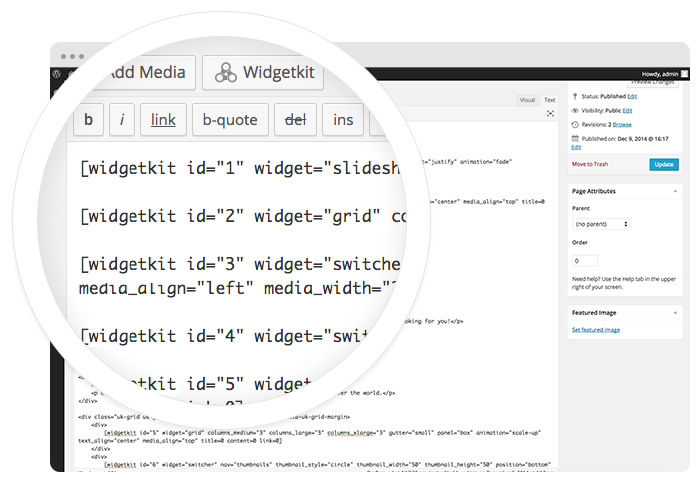 Howdy, admin
Add Media
Widgetkit
Visual
Text
b
i
link
b-quote
del
ins
[widgetkit id="1" widget="slidesh
="justify" animation="fade"
[widgetkit id="2" widget="grid" co
="center" media_align="top" title=0
[widgetkit id="3" widget="switche
media_align="left" media_width="
ooking for you!</p>
[widgetkit id="4" widget="swit
[widgetkit id="5" widge
er the world.</p>
</div>
<div class="uk-grid
a-uk-grid-margin>
<div>
[widgetkit id="5" widget="grid" columns_medium="3" columns_large="3" columns_xlarge="3" gutter="small" panel="box" animation="scale-up"
text_align="center" media_align="top" title=0 content=0 link=0]
</div>
<div>
[widgetkit id="6" widget="switcher" nav="thumbnails" thumbnail_style="circle" thumbnail_width="50" thumbnail_height="50" position="bottom"
Preview Changes
Status: Published Edit
Visibility: Public Edit
Revisions: 2 Browse
Published on: Dec 9, 2014 @ 16:17
Edit
Move to Trash
Update
Page Attributes
Parent
(no parent)
Order
0
Need help? Use the Help tab in the upper
right of your screen.
Featured Image
Set featured image